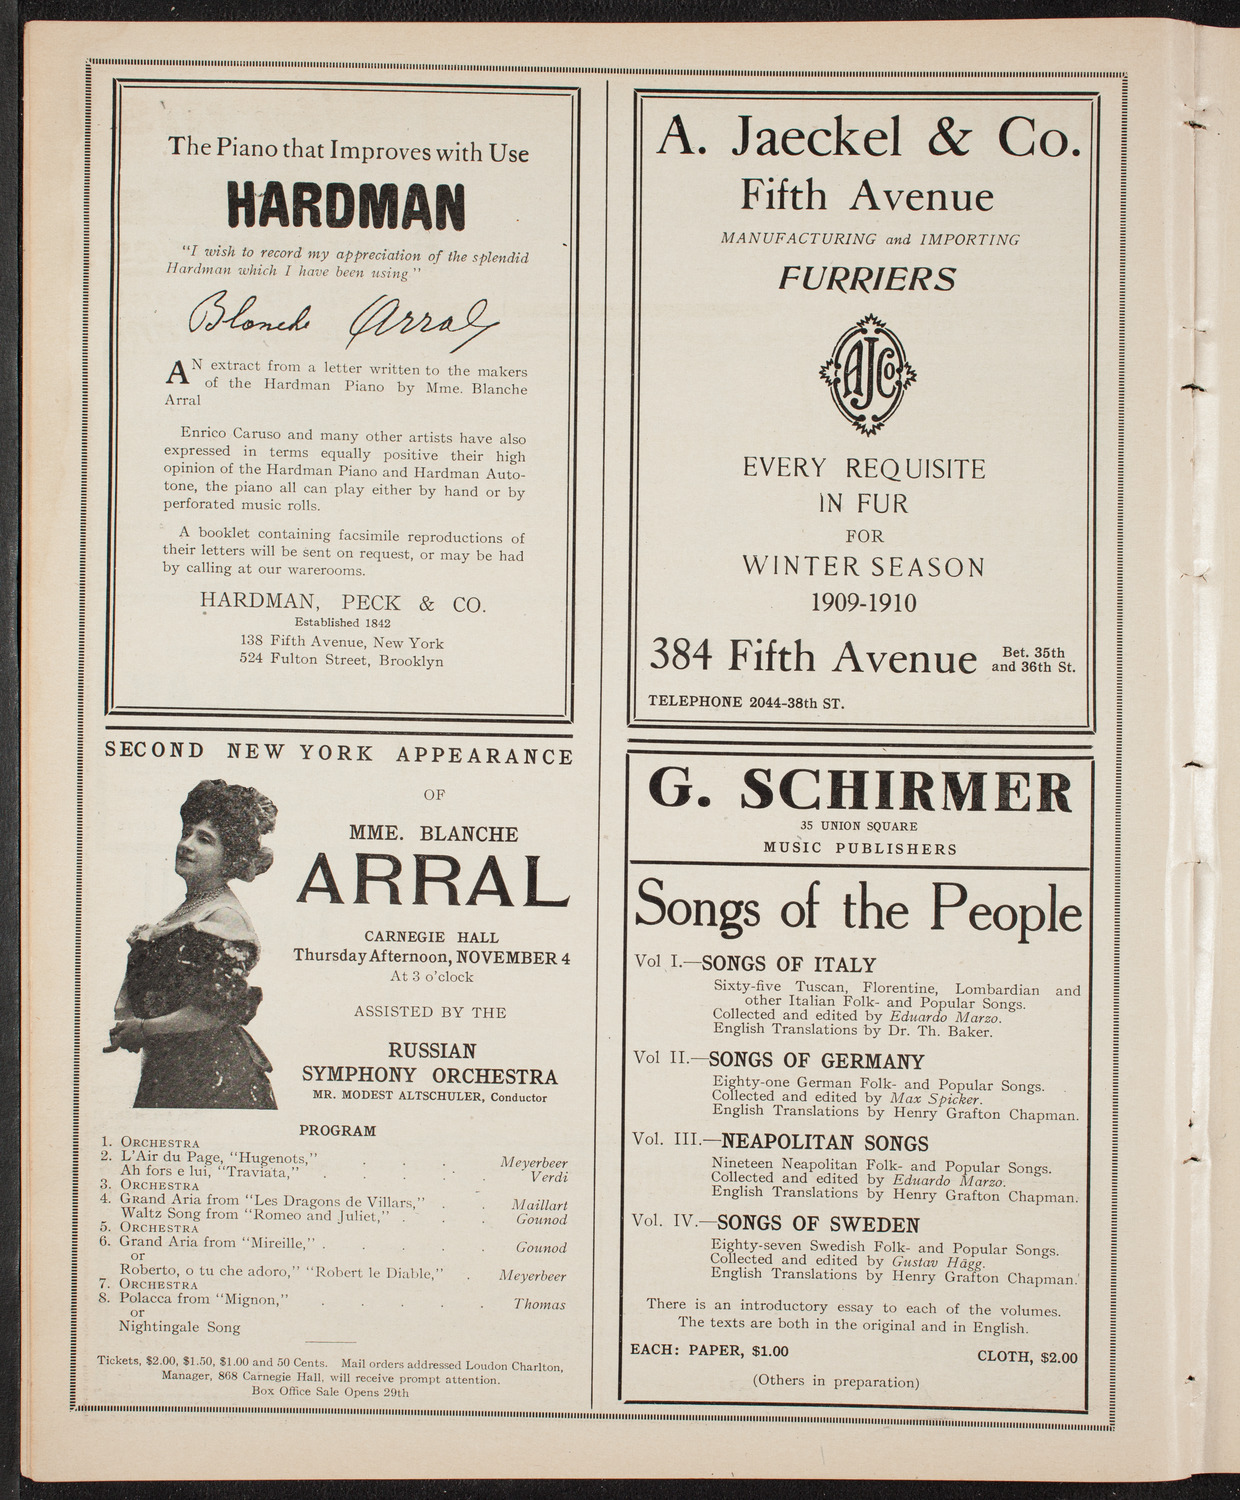 The Piano that Improves with Use
HARDMAN
"I wish to record my appreciation of the splendid
Hardman which I have been using"
Blanche Arral
AN extract from a letter written to the makers
of the Hardman Piano by Mme. Blanche
Arral
Enrico Caruso and many other artists have also
expressed in terms equally positive their high
opinion of the Hardman Piano and Hardman Auto-
tone, the piano all can play either by hand or by
perforated music rolls.
A booklet containing facsimile reproductions of
their letters will be sent on request, or may be had
by calling at our warerooms.
HARDMAN, PECK & CO.
Established 1842
138 Fifth Avenue, New York
524 Fulton Street, Brooklyn
SECOND NEW YORK APPEARANCE
OF
MME. BLANCHE
ARRAL
CARNEGIE HALL
Thursday Afternoon, NOVEMBER 4
At 3 o'clock
ASSISTED BY THE
RUSSIAN
SYMPHONY ORCHESTRA
MR. MODEST ALTSCHULER, Conductor
PROGRAM
1. ORCHESTRA
2. L'Air du Page, "Hugenots," . . . Meyerbeer
Ah fors e lui, "Traviata," . . . . Verdi
3. ORCHESTRA
4. Grand Aria from "Les Dragons de Villars," . . Maillart
Waltz Song from "Romeo and Juliet," . . . Gounod
5. ORCHESTRA
6. Grand Aria from "Mireille," . . . . . Gounod
or
Roberto, o tu che adoro," "Robert le Diable," . Meyerbeer
7. ORCHESTRA
8. Polacca from "Mignon," . . . . . Thomas
or
Nightingale Song
Tickets, $2.00, $1.50, $1.00 and 50 Cents. Mail orders addressed Loudon Charlton,
Manager, 868 Carnegie Hall, will receive prompt attention.
Box Office Sale Opens 29th
A. Jaeckel & Co.
Fifth Avenue
MANUFACTURING and IMPORTING
FURRIERS
AJCo
EVERY REQUISITE
IN FUR
FOR
WINTER SEASON
1909-1910
384 Fifth Avenue Bet. 35th
and 36th St.
TELEPHONE 2044-38th ST.
G. SCHIRMER
35 UNION SQUARE
MUSIC PUBLISHERS
Songs of the People
Vol I.—SONGS OF ITALY
Sixty-five Tuscan, Florentine, Lombardian and
other Italian Folk- and Popular Songs.
Collected and edited by Eduardo Marzo.
English Translations by Dr. Th. Baker.
Vol II.—SONGS OF GERMANY
Eighty-one German Folk- and Popular Songs.
Collected and edited by Max Spicker.
English Translations by Henry Grafton Chapman.
Vol. III.—NEAPOLITAN SONGS
Nineteen Neapolitan Folk- and Popular Songs.
Collected and edited by Eduardo Marzo.
English Translations by Henry Grafton Chapman.
Vol. IV.—SONGS OF SWEDEN
Eighty-seven Swedish Folk- and Popular Songs.
Collected and edited by Gustav Hägg.
English Translations by Henry Grafton Chapman.
There is an introductory essay to each of the volumes.
The texts are both in the original and in English.
EACH: PAPER, $1.00 CLOTH, $2.00
(Others in preparation)